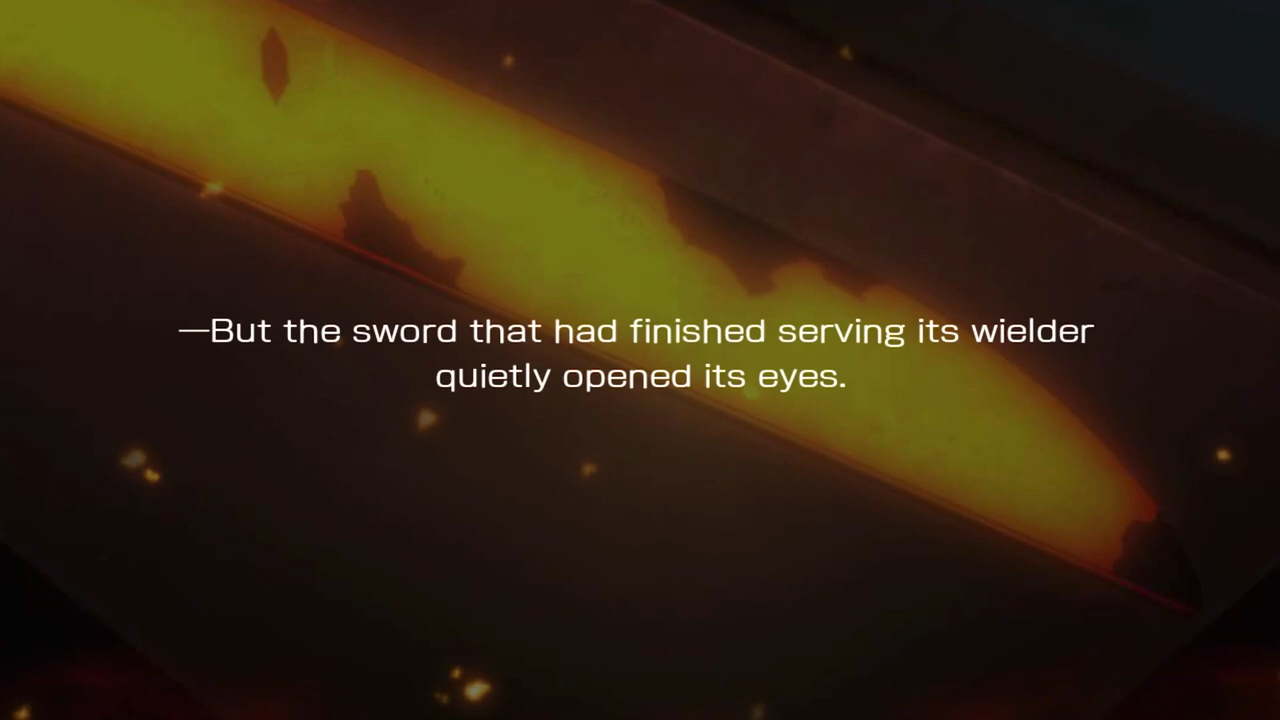 —But the sword that had finished serving its wielder
quietly opened its eyes.